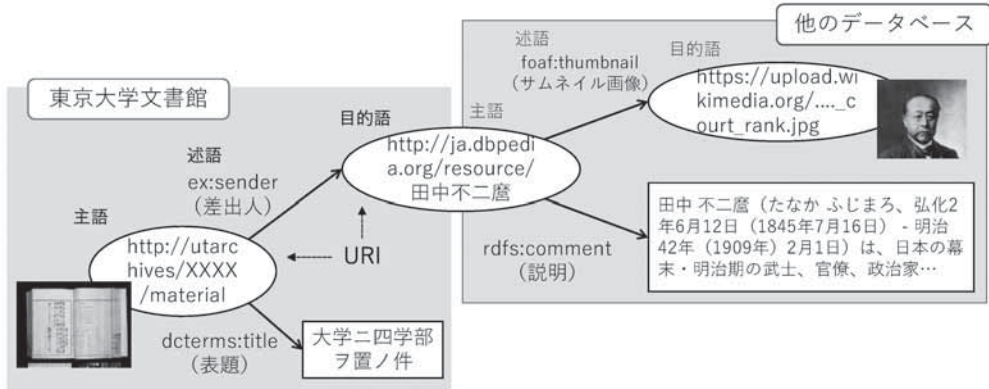 他のデータベース
述語
foaf:thumbnail
（サムネイル画像）
目的語
https://upload.wi
kimedia.org/...._c
ourt_rank.jpg
主語
東京大学文書館
目的語
http://ja.dbpedi
a.org/resource/
田中不二麿
述語
ex:sender
（差出人）
主語
http://utarc
hives/XXXX
/material
URI
rdfs:comment
（説明）
田中 不二麿（たなか ふじまろ、弘化2
年6月12日（1845年7月16日） - 明治
42年（1909年）2月1日）は、日本の幕
末・明治期の武士、官僚、政治家…
dcterms:title
（表題）
大学ニ四学部
ヲ置ノ件